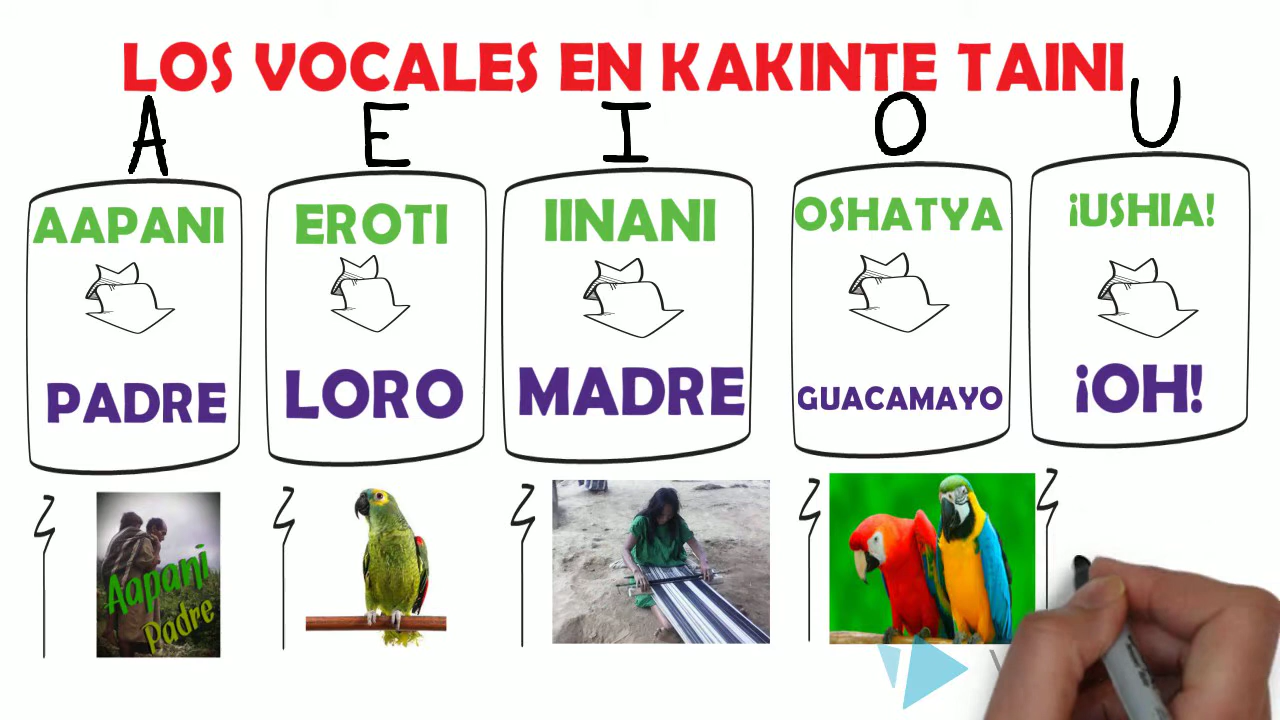 LOS VOCALES EN KAKINTE TAINI
A E I O U
AAPANI EROTI IINANI OSHATYA ¡USHIA!
PADRE LORO MADRE GUACAMAYO ¡OH!
Aapani
Padre